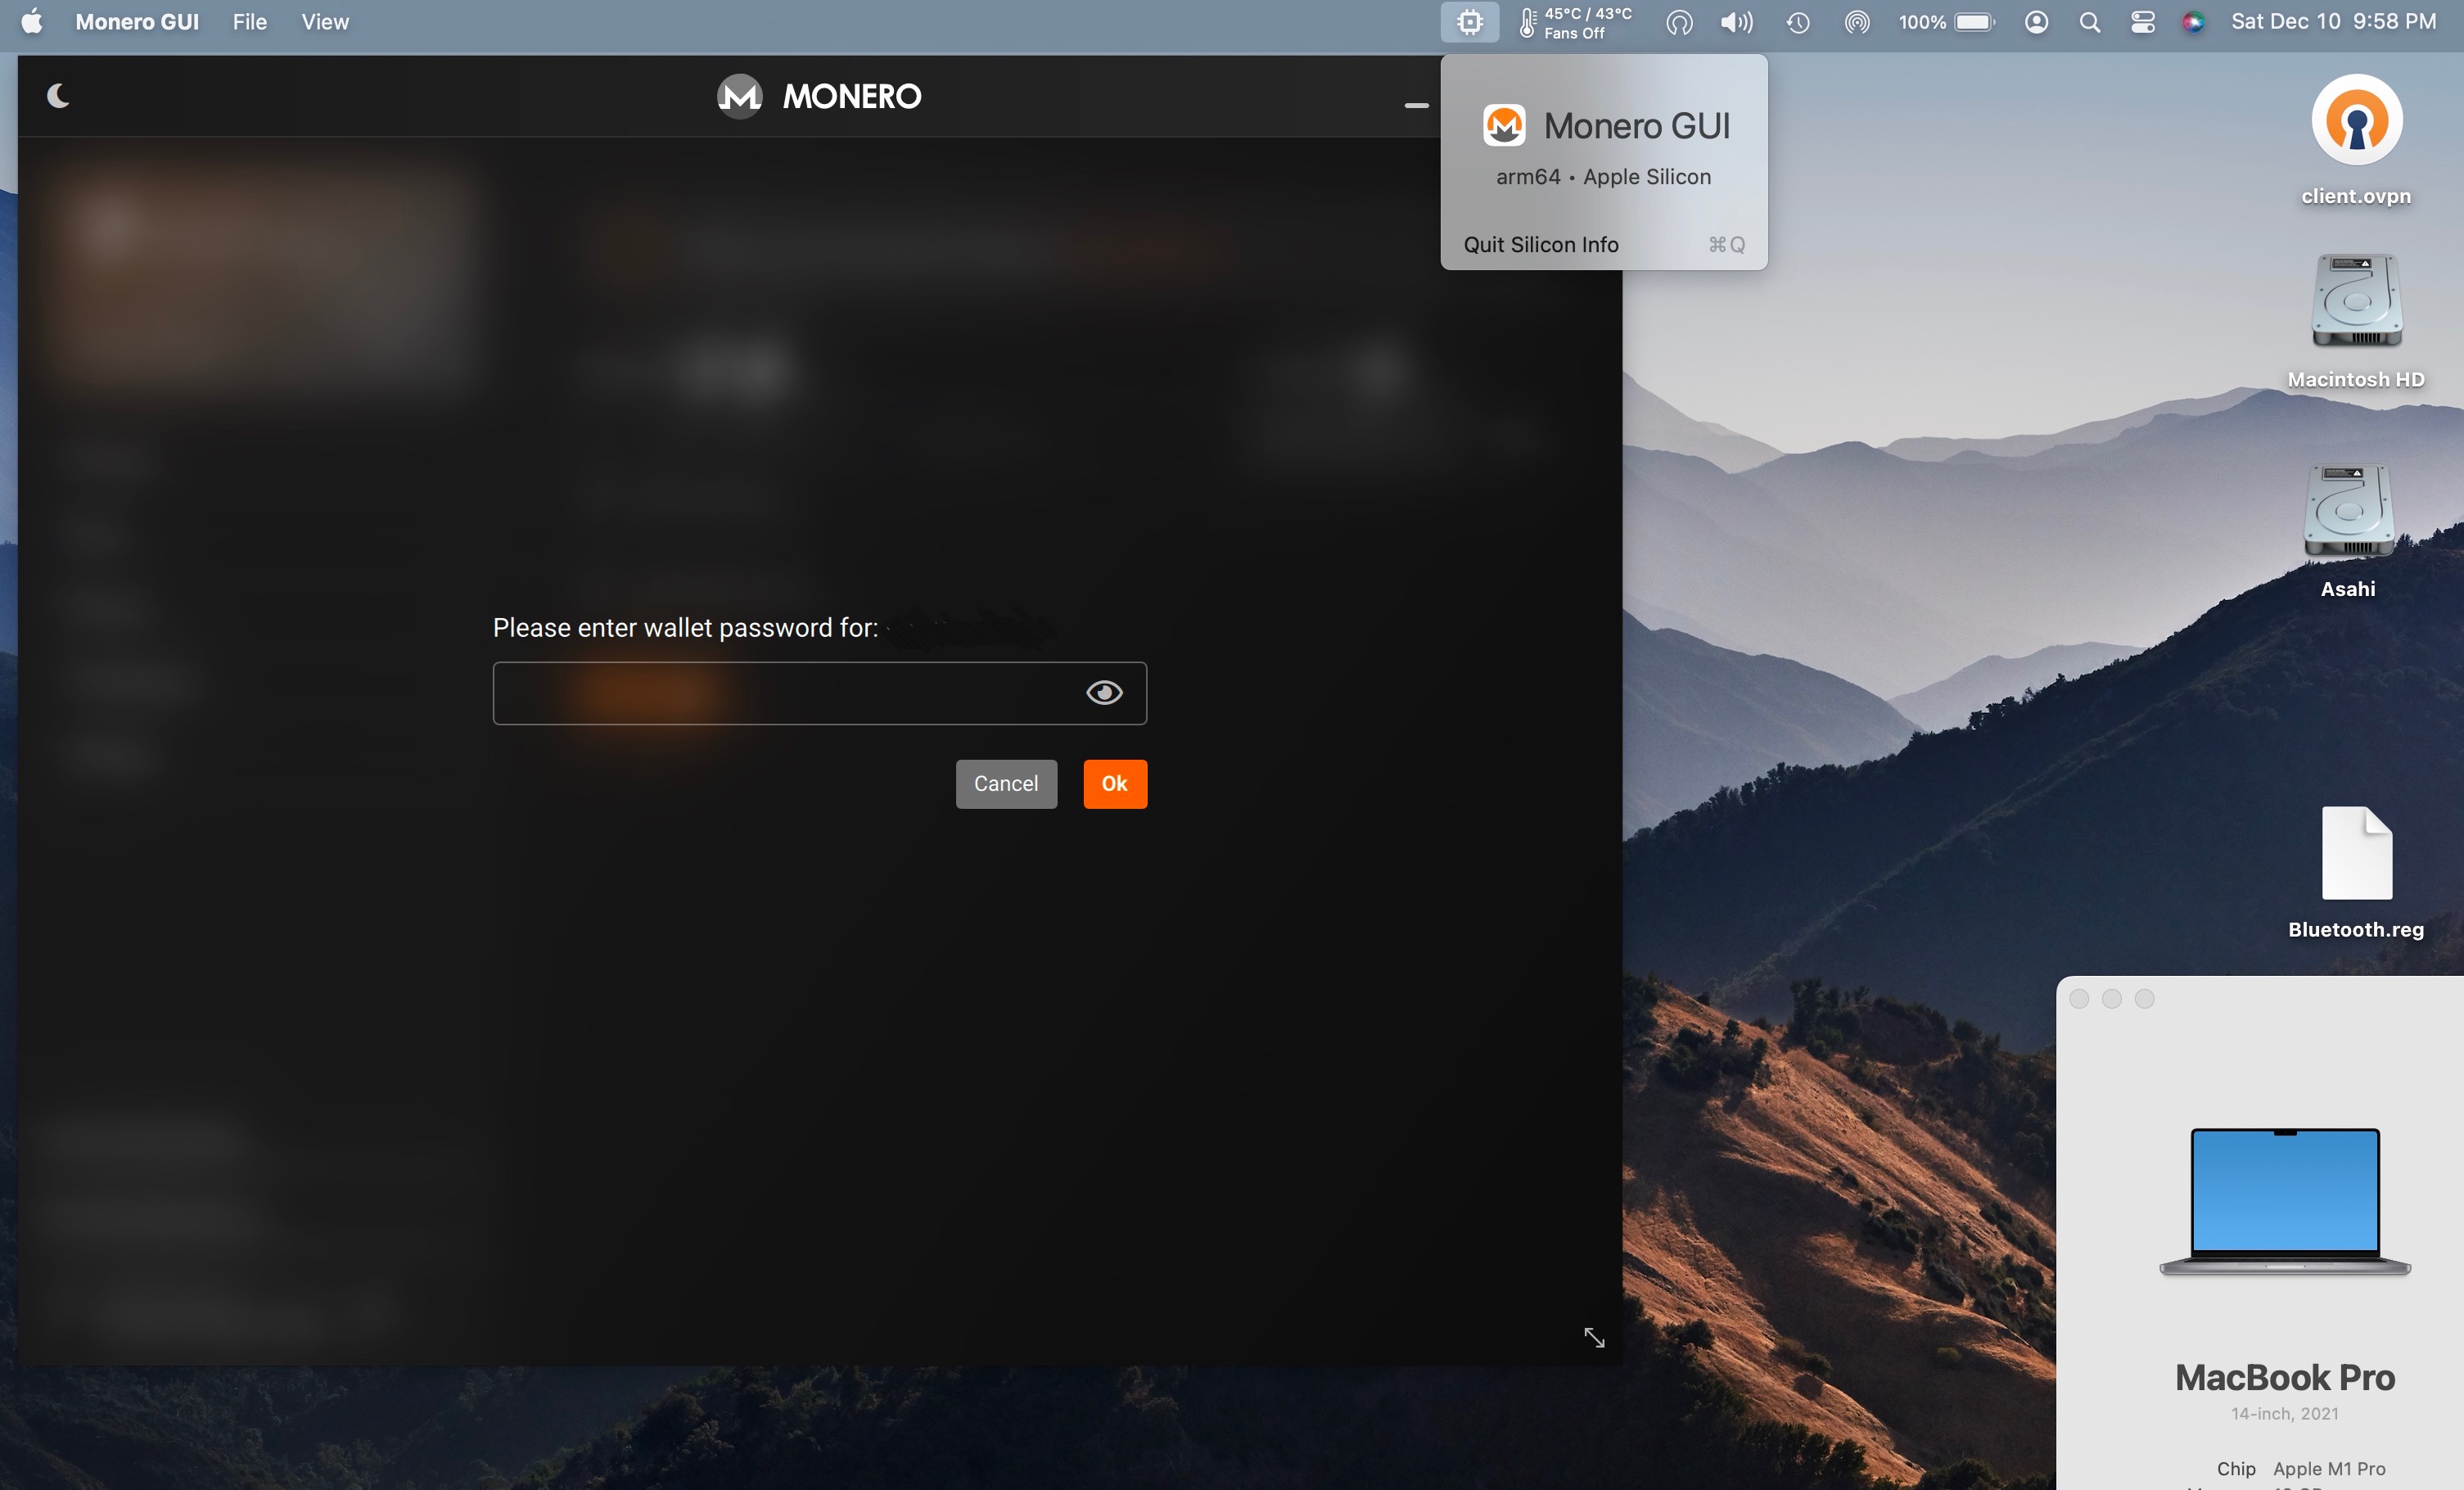 Monero GUI File View
45°C / 43°C
Fans Off
100%
Sat Dec 10 9:58 PM
MONERO
Monero GUI
arm64 • Apple Silicon
Quit Silicon Info ⌘Q
client.ovpn
Macintosh HD
Asahi
Please enter wallet password for:
Cancel Ok
Bluetooth.reg
MacBook Pro
14-inch, 2021
Chip Apple M1 Pro